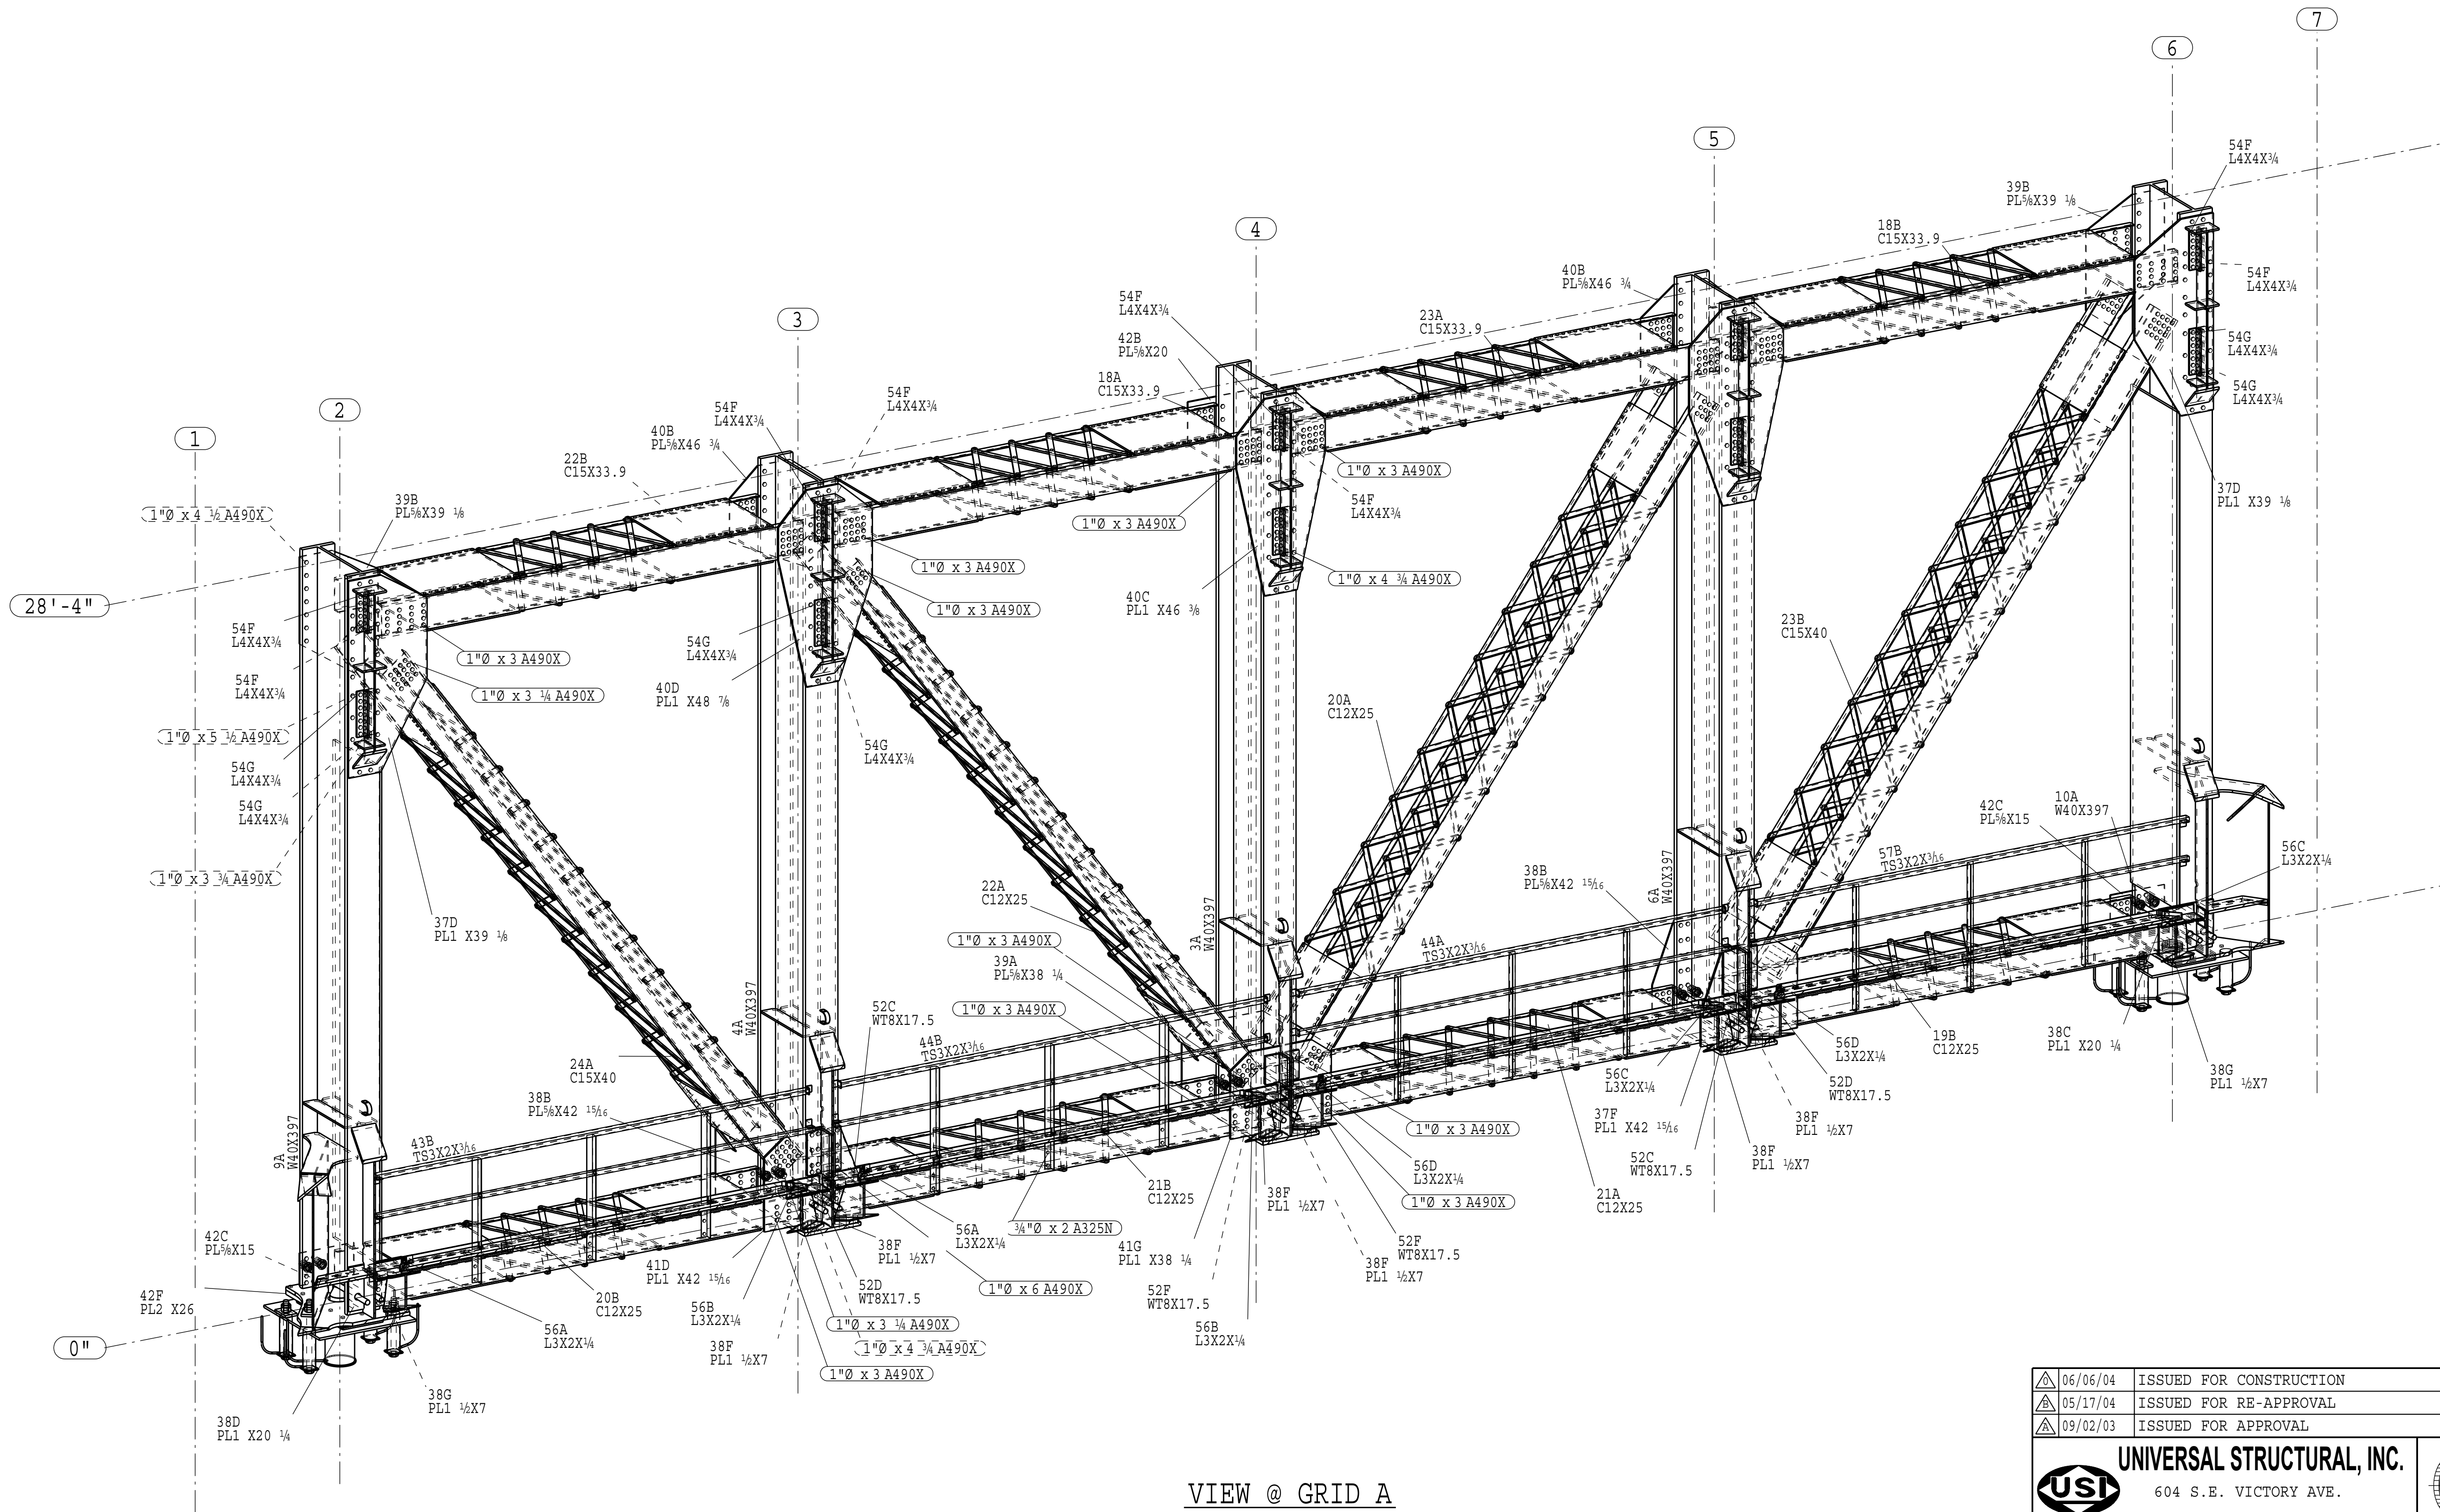 7
6
5
4
3
2
1
28'-4"
0"
54F
L4X4X¾
39B
PL⅝X39 ⅛
18B
C15X33.9
54F
L4X4X¾
40B
PL⅝X46 ¾
54F
L4X4X¾
23A
C15X33.9
42B
PL⅝X20
54G
L4X4X¾
18A
C15X33.9
54G
L4X4X¾
54F
L4X4X¾
54F
L4X4X¾
40B
PL⅝X46 ¾
22B
C15X33.9
1"Ø x 3 A490X
39B
PL⅝X39 ⅛
37D
PL1 X39 ⅛
54F
L4X4X¾
1"Ø x 4 ½ A490X
1"Ø x 3 A490X
1"Ø x 3 A490X
1"Ø x 4 ¾ A490X
40C
PL1 X46 ⅜
1"Ø x 3 A490X
23B
C15X40
54F
L4X4X¾
54G
L4X4X¾
1"Ø x 3 A490X
54F
L4X4X¾
40D
PL1 X48 ⅞
1"Ø x 3 ¼ A490X
20A
C12X25
1"Ø x 5 ½ A490X
54G
L4X4X¾
54G
L4X4X¾
54G
L4X4X¾
42C
PL⅝X15
10A
W40X397
57B
TS3X2X3⁄16
56C
L3X2X¼
1"Ø x 3 ¾ A490X
38B
PL⅝X42 15⁄16
6A
W40X397
22A
C12X25
37D
PL1 X39 ⅛
3A
W40X397
44A
TS3X2X3⁄16
1"Ø x 3 A490X
39A
PL⅝X38 ¼
1"Ø x 3 A490X
4A
W40X397
52C
WT8X17.5
44B
TS3X2X3⁄16
56D
L3X2X¼
19B
C12X25
38C
PL1 X20 ¼
24A
C15X40
56C
L3X2X¼
52D
WT8X17.5
38G
PL1 ½X7
38B
PL⅝X42 15⁄16
37F
PL1 X42 15⁄16
38F
PL1 ½X7
1"Ø x 3 A490X
9A
W40X397
43B
TS3X2X3⁄16
52C
WT8X17.5
38F
PL1 ½X7
56D
L3X2X¼
21B
C12X25
38F
PL1 ½X7
1"Ø x 3 A490X
21A
C12X25
42C
PL⅝X15
56A
L3X2X¼
¾"Ø x 2 A325N
38F
PL1 ½X7
41G
PL1 X38 ¼
52F
WT8X17.5
38F
PL1 ½X7
41D
PL1 X42 15⁄16
52D
WT8X17.5
1"Ø x 6 A490X
52F
WT8X17.5
42F
PL2 X26
20B
C12X25
56B
L3X2X¼
56A
L3X2X¼
1"Ø x 3 ¼ A490X
56B
L3X2X¼
38F
PL1 ½X7
1"Ø x 4 ¾ A490X
1"Ø x 3 A490X
38G
PL1 ½X7
38D
PL1 X20 ¼
VIEW @ GRID A
0 06/06/04 ISSUED FOR CONSTRUCTION
B 05/17/04 ISSUED FOR RE-APPROVAL
A 09/02/03 ISSUED FOR APPROVAL
USI
UNIVERSAL STRUCTURAL, INC.
604 S.E. VICTORY AVE.